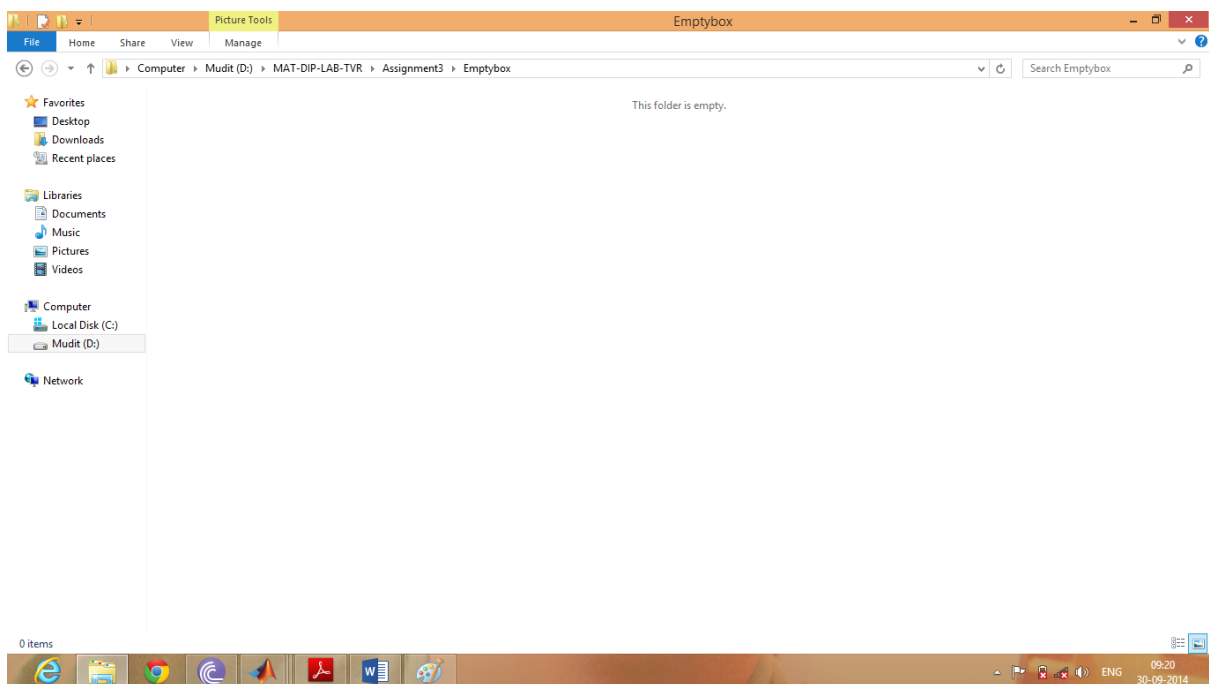 Picture Tools
Emptybox
File Home Share View Manage
Computer Mudit (D:) MAT-DIP-LAB-TVR Assignment3 Emptybox
Search Emptybox
This folder is empty.
Favorites
Desktop
Downloads
Recent places
Libraries
Documents
Music
Pictures
Videos
Computer
Local Disk (C:)
Mudit (D:)
Network
0 items
ENG 09:20
30-09-2014